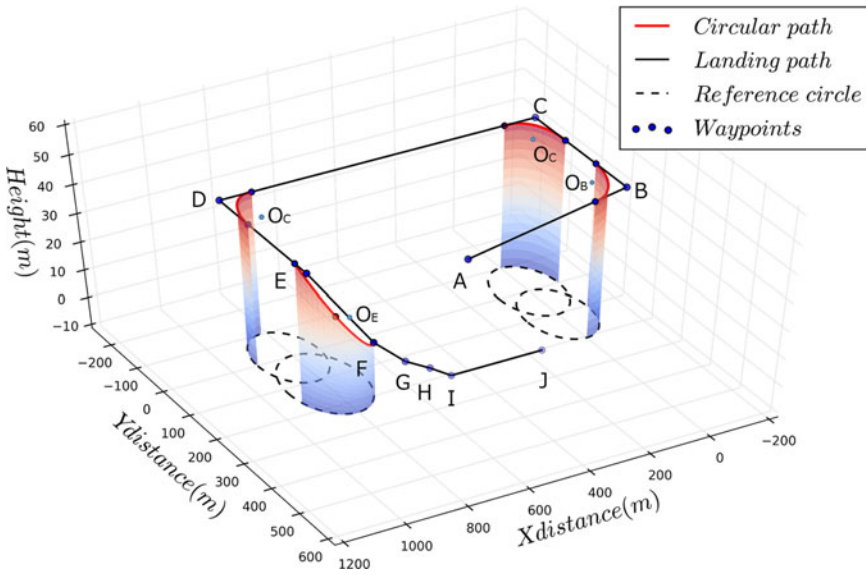 Circular path
Landing path
Reference circle
Waypoints
60
50
40
30
20
10
0
−10
Height(m)
−200
−100
0
100
200
300
400
500
600
Ydistance(m)
1200
1000
800
600
400
200
0
−200
Xdistance(m)
C
O_C
O_B
B
D
O_C
A
E
O_E
F
G
H
I
J